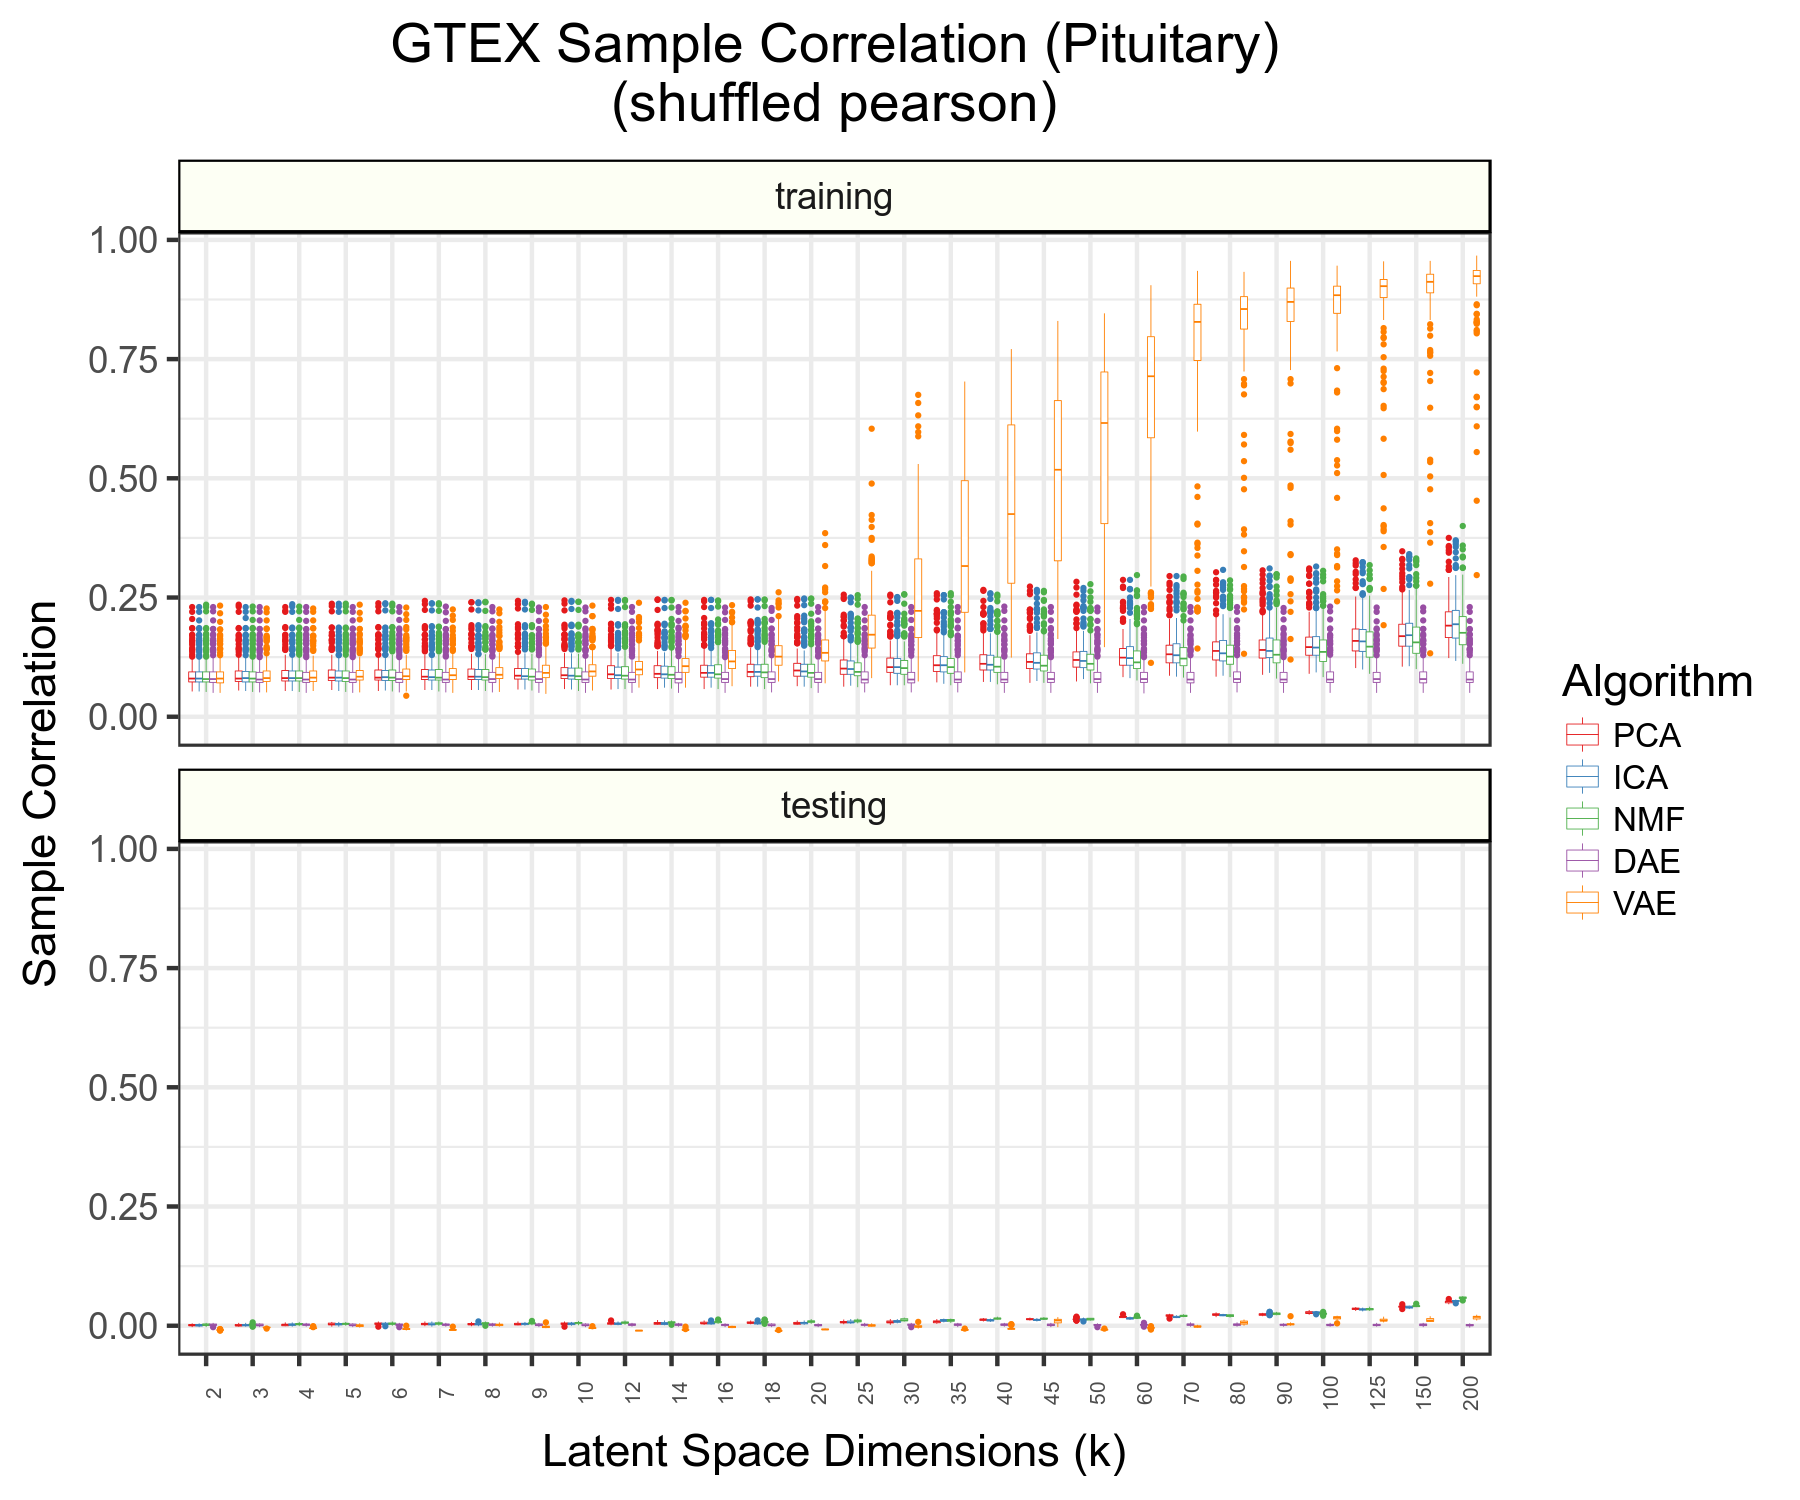 GTEX Sample Correlation (Pituitary)
(shuffled pearson)
training
1.00
0.75
0.50
0.25
0.00
testing
1.00
0.75
0.50
0.25
0.00
Sample Correlation
2 3 4 5 6 7 8 9 10 12 14 16 18 20 25 30 35 40 45 50 60 70 80 90 100 125 150 200
Latent Space Dimensions (k)
Algorithm
PCA
ICA
NMF
DAE
VAE